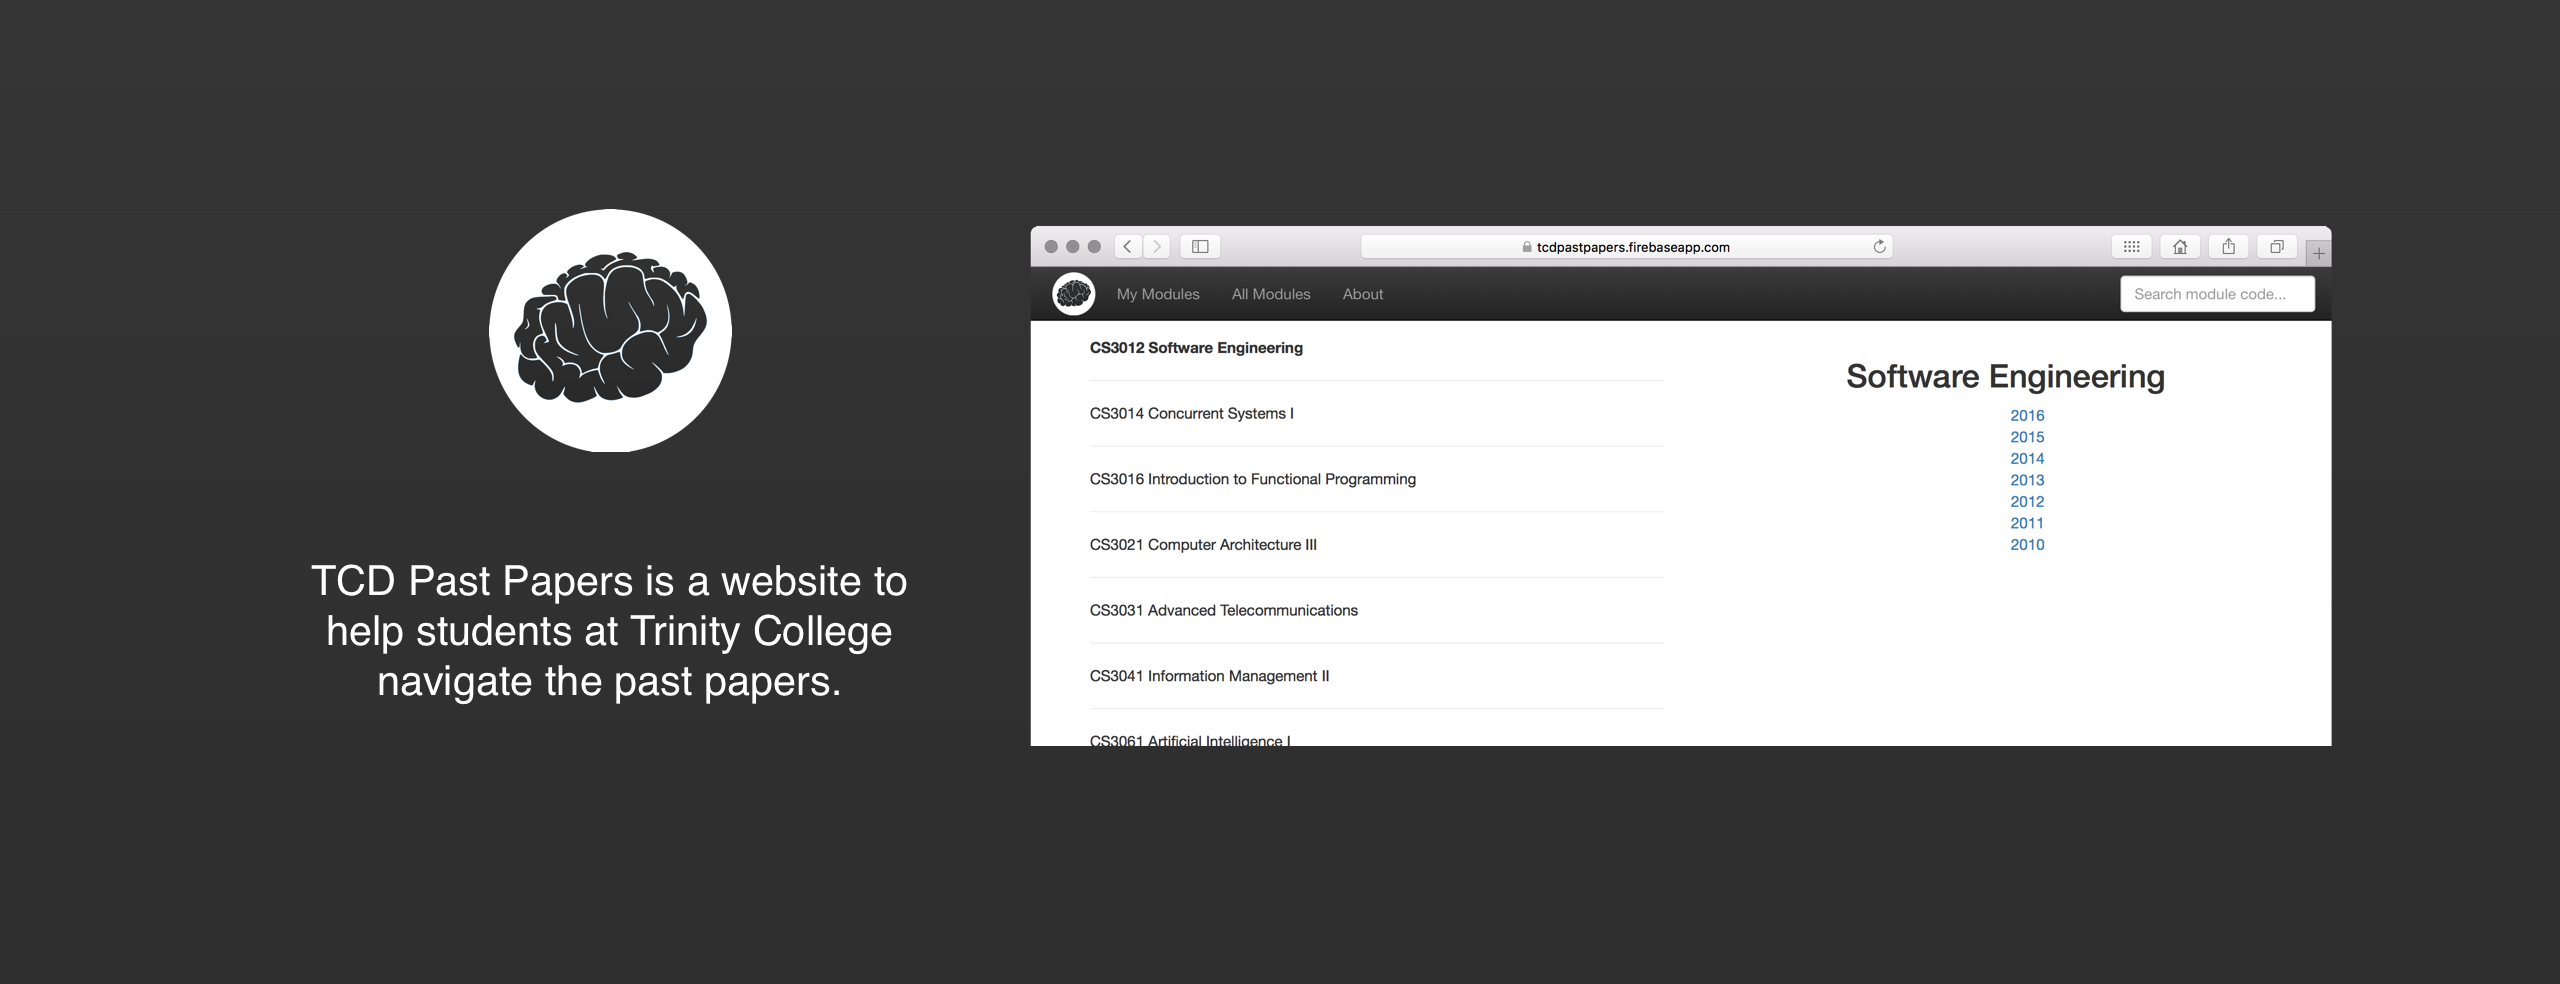 TCD Past Papers is a website to
help students at Trinity College
navigate the past papers.
tcdpastpapers.firebaseapp.com
My Modules All Modules About Search module code...
CS3012 Software Engineering
CS3014 Concurrent Systems I
CS3016 Introduction to Functional Programming
CS3021 Computer Architecture III
CS3031 Advanced Telecommunications
CS3041 Information Management II
CS3061 Artificial Intelligence I
Software Engineering
2016
2015
2014
2013
2012
2011
2010